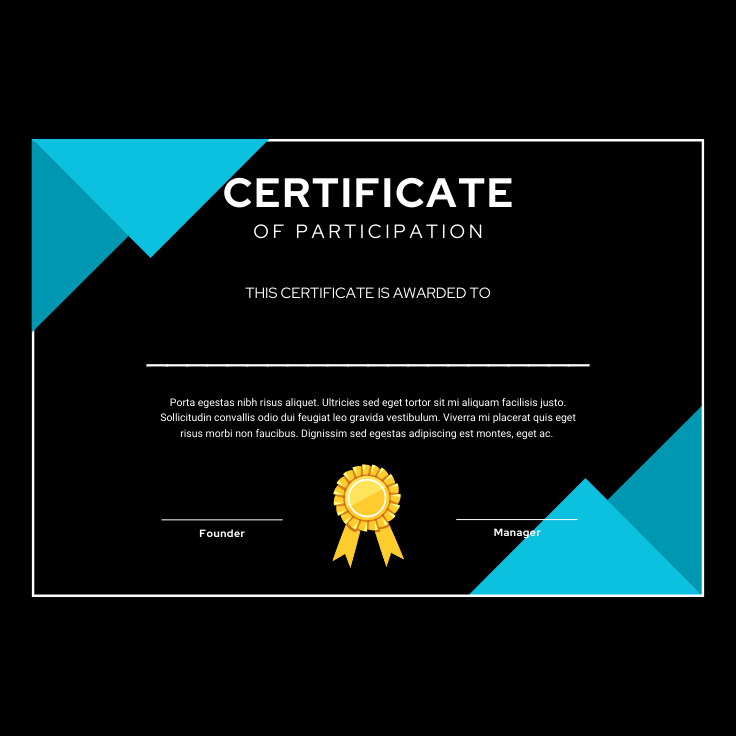 CERTIFICATE
OF PARTICIPATION
THIS CERTIFICATE IS AWARDED TO
Porta egestas nibh risus aliquet. Ultricies sed eget tortor sit mi aliquam facilisis justo.
Sollicitudin convallis odio dui feugiat leo gravida vestibulum. Viverra mi placerat quis eget
risus morbi non faucibus. Dignissim sed egestas adipiscing est montes, eget ac.
Founder
Manager